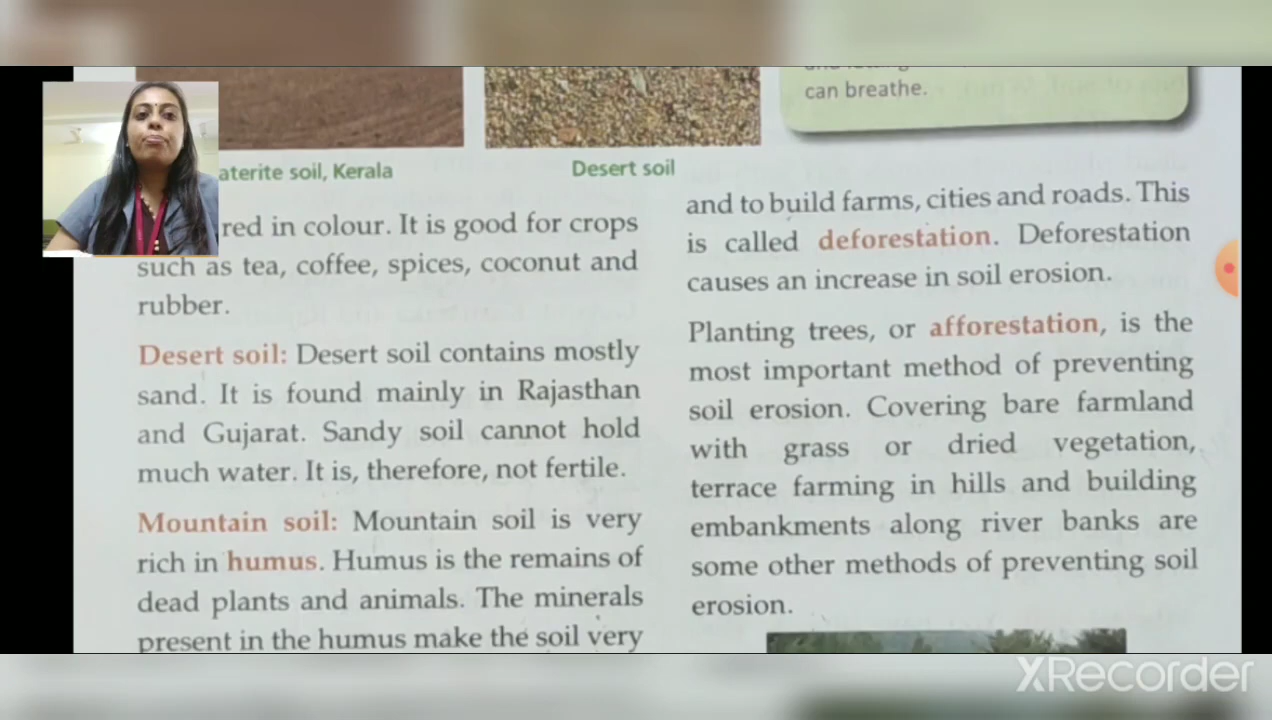 can breathe.
aterite soil, Kerala
Desert soil
red in colour. It is good for crops
such as tea, coffee, spices, coconut and
rubber.
Desert soil: Desert soil contains mostly
sand. It is found mainly in Rajasthan
and Gujarat. Sandy soil cannot hold
much water. It is, therefore, not fertile.
Mountain soil: Mountain soil is very
rich in humus. Humus is the remains of
dead plants and animals. The minerals
present in the humus make the soil very
and to build farms, cities and roads. This
is called deforestation. Deforestation
causes an increase in soil erosion.
Planting trees, or afforestation, is the
most important method of preventing
soil erosion. Covering bare farmland
with grass or dried vegetation,
terrace farming in hills and building
embankments along river banks are
some other methods of preventing soil
erosion.
XRecorder